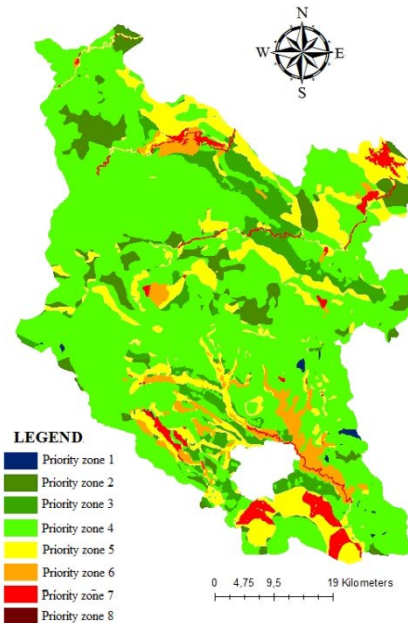 N
W E
S
LEGEND
Priority zone 1
Priority zone 2
Priority zone 3
Priority zone 4
Priority zone 5
Priority zone 6
Priority zone 7
Priority zone 8
0 4,75 9,5 19 Kilometers